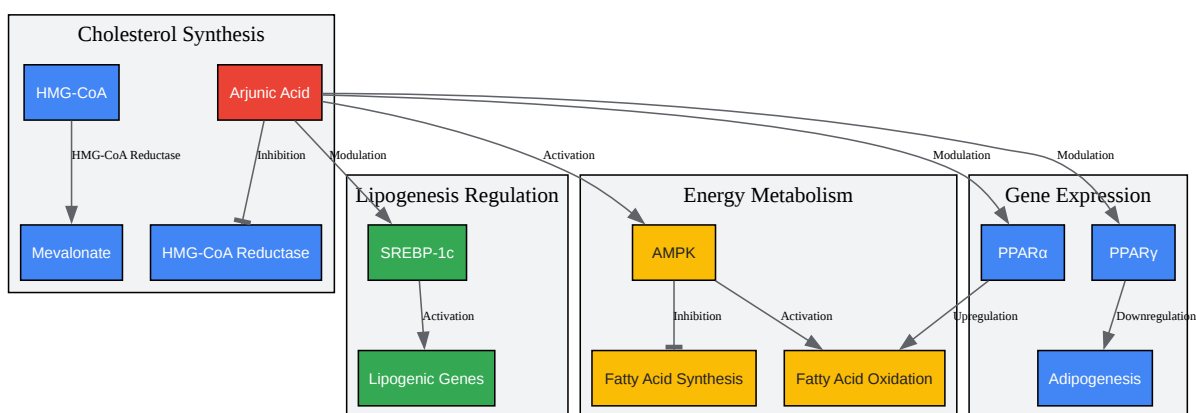 Cholesterol Synthesis
HMG-CoA
Arjunic Acid
HMG-CoA Reductase
Inhibition
Modulation
Activation
Modulation
Modulation
Lipogenesis Regulation
Energy Metabolism
Gene Expression
Mevalonate
HMG-CoA Reductase
SREBP-1c
AMPK
PPARα
PPARγ
Activation
Inhibition
Activation
Upregulation
Downregulation
Lipogenic Genes
Fatty Acid Synthesis
Fatty Acid Oxidation
Adipogenesis